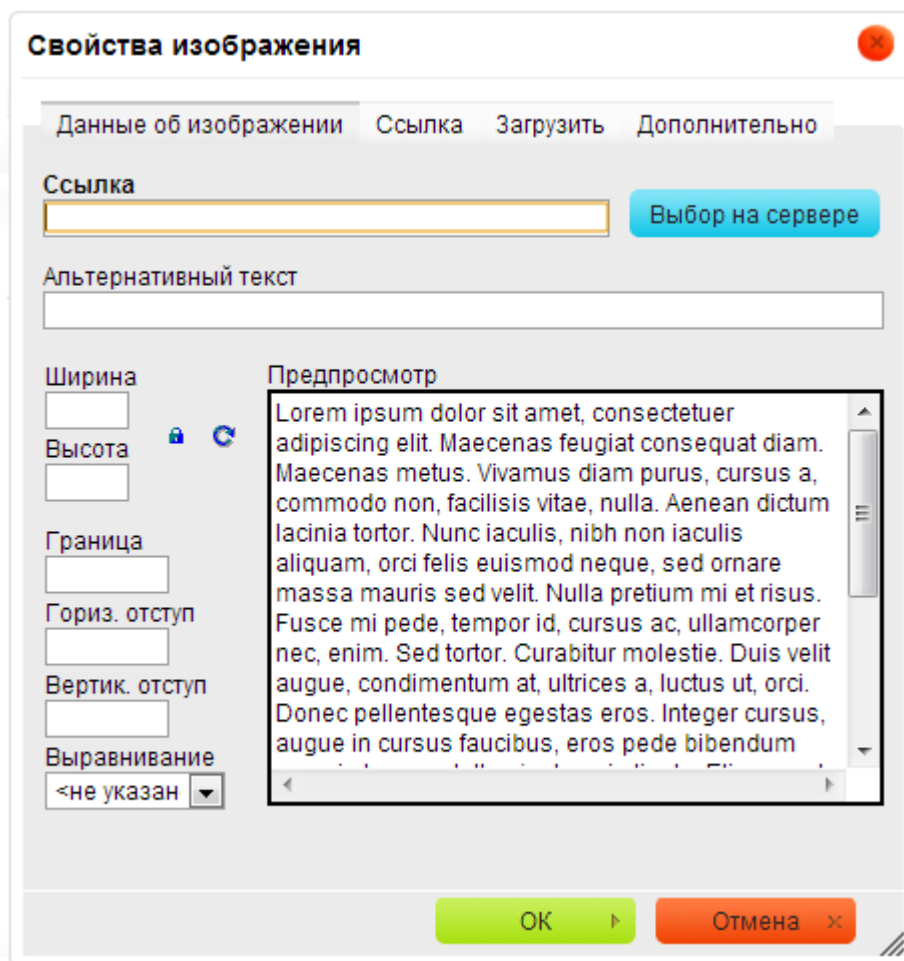 Свойства изображения
Данные об изображении Ссылка Загрузить Дополнительно
Ссылка
Выбор на сервере
Альтернативный текст
Ширина
Высота
Граница
Гориз. отступ
Вертик. отступ
Выравнивание
<не указан
Предпросмотр
Lorem ipsum dolor sit amet, consectetuer
adipiscing elit. Maecenas feugiat consequat diam.
Maecenas metus. Vivamus diam purus, cursus a,
commodo non, facilisis vitae, nulla. Aenean dictum
lacinia tortor. Nunc iaculis, nibh non iaculis
aliquam, orci felis euismod neque, sed ornare
massa mauris sed velit. Nulla pretium mi et risus.
Fusce mi pede, tempor id, cursus ac, ullamcorper
nec, enim. Sed tortor. Curabitur molestie. Duis velit
augue, condimentum at, ultrices a, luctus ut, orci.
Donec pellentesque egestas eros. Integer cursus,
augue in cursus faucibus, eros pede bibendum
ОК
Отмена